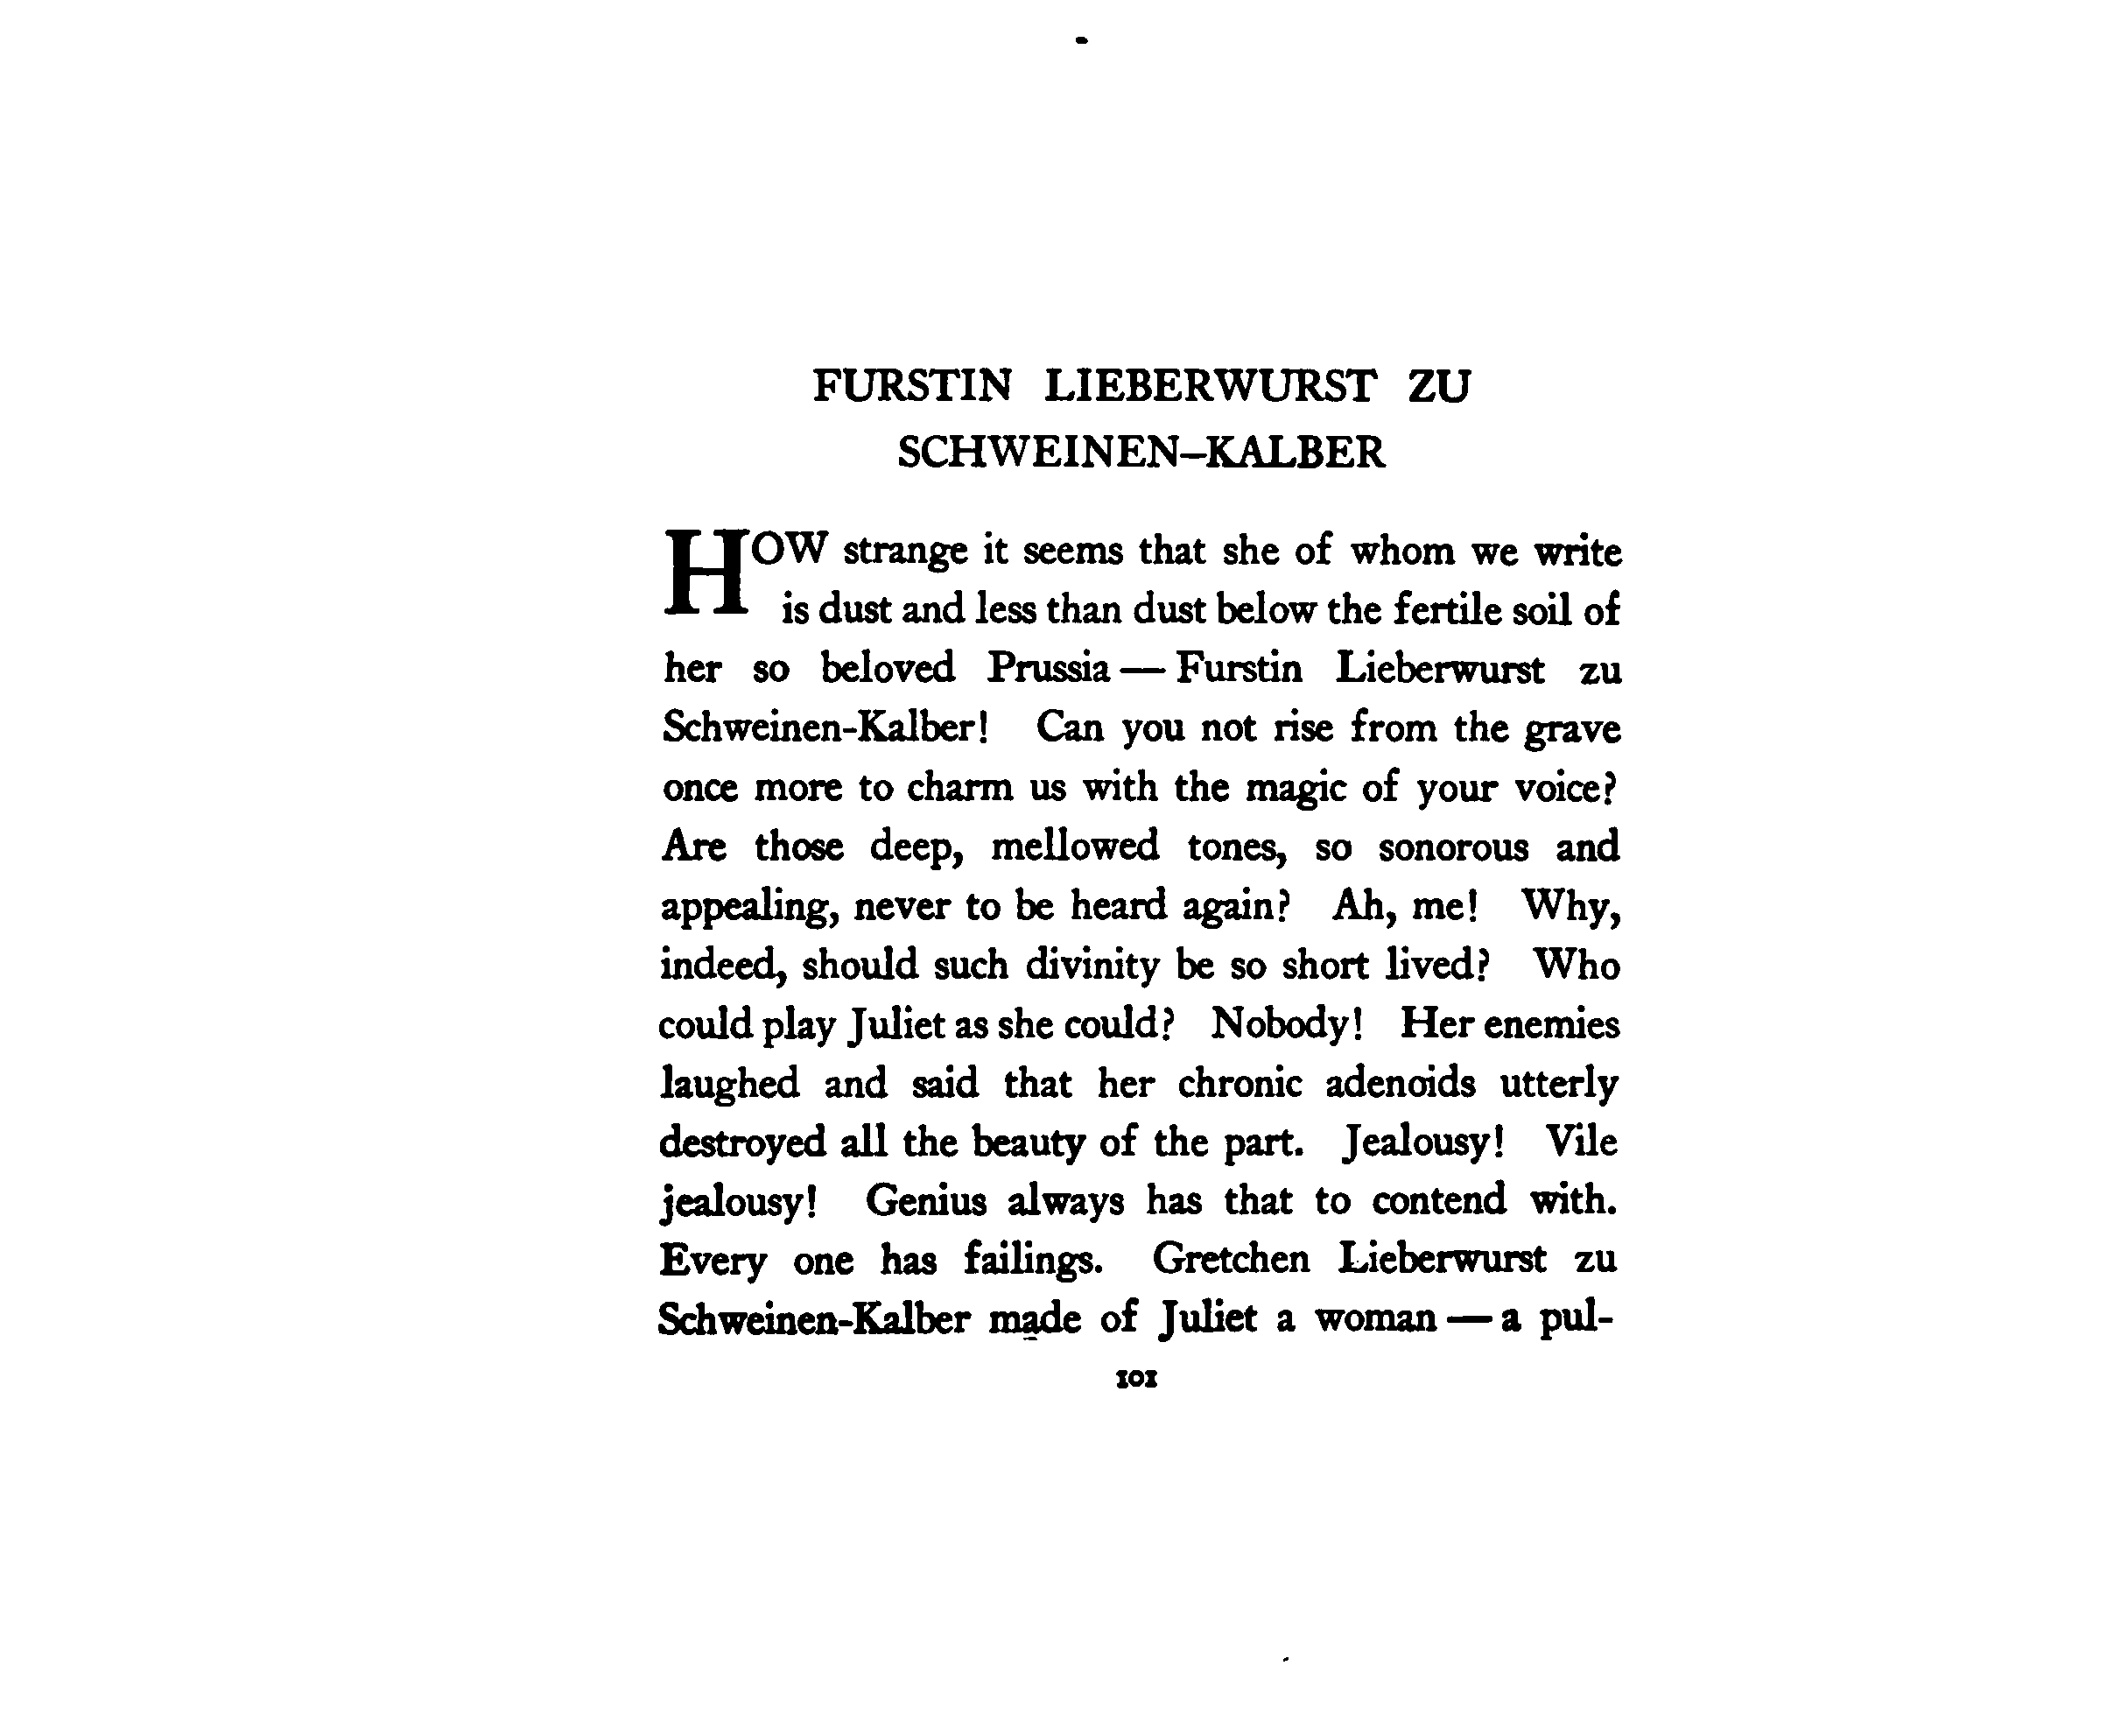 FURSTIN LIEBERWURST ZU
SCHWEINEN–KALBER
HOW strange it seems that she of whom we write
is dust and less than dust below the fertile soil of
her so beloved Prussia — Furstin Lieberwurst zu
Schweinen-Kalber! Can you not rise from the grave
once more to charm us with the magic of your voice?
Are those deep, mellowed tones, so sonorous and
appealing, never to be heard again? Ah, me! Why,
indeed, should such divinity be so short lived? Who
could play Juliet as she could? Nobody! Her enemies
laughed and said that her chronic adenoids utterly
destroyed all the beauty of the part. Jealousy! Vile
jealousy! Genius always has that to contend with.
Every one has failings. Gretchen Lieberwurst zu
Schweinen-Kalber made of Juliet a woman — a pul-
101